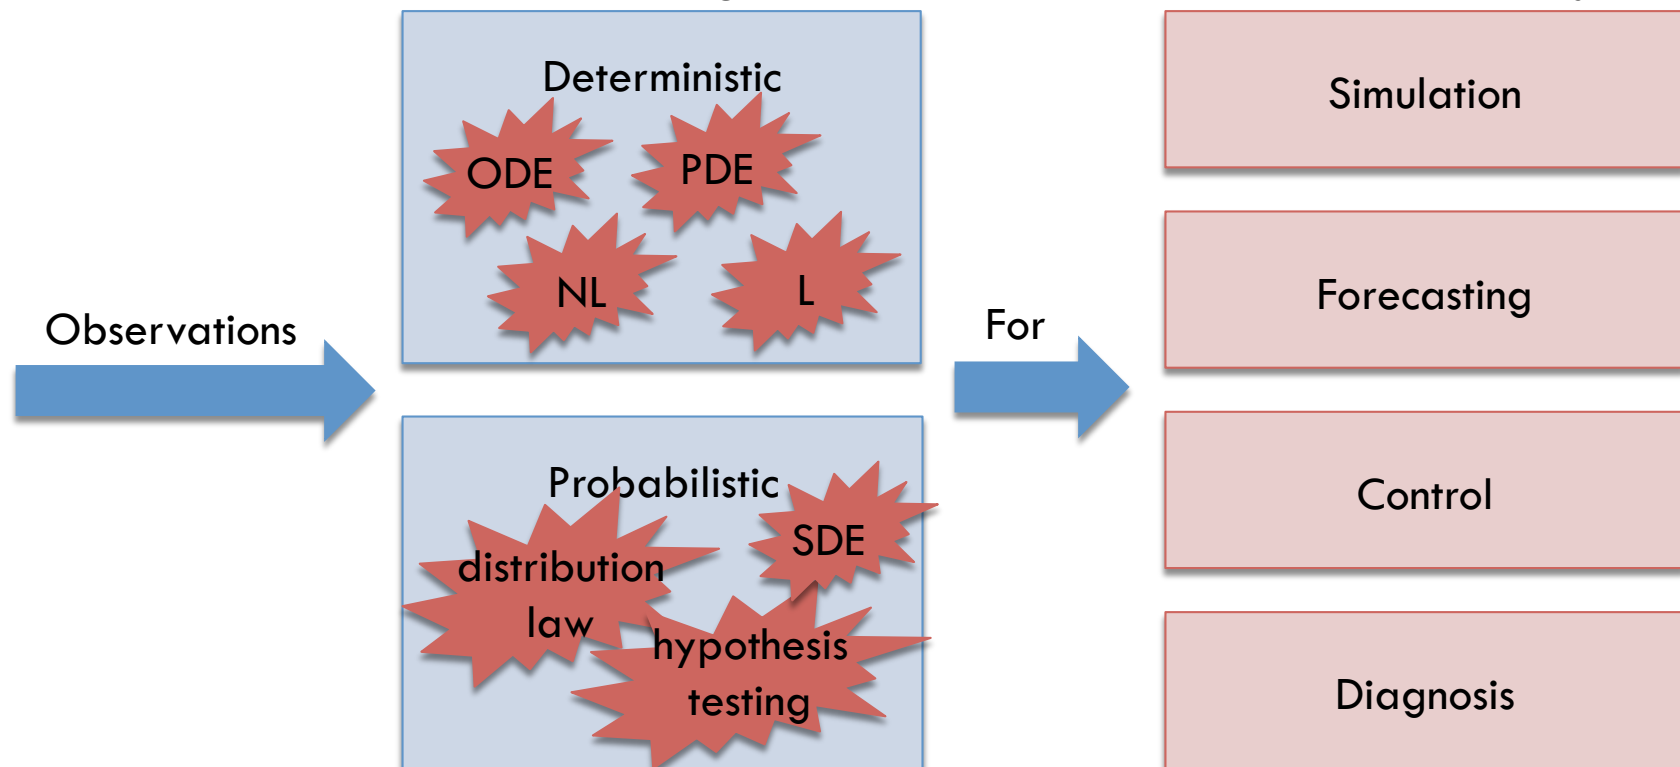 Observations
Deterministic
ODE
PDE
NL
L
Probabilistic
SDE
distribution
law
hypothesis
testing
For
Simulation
Forecasting
Control
Diagnosis